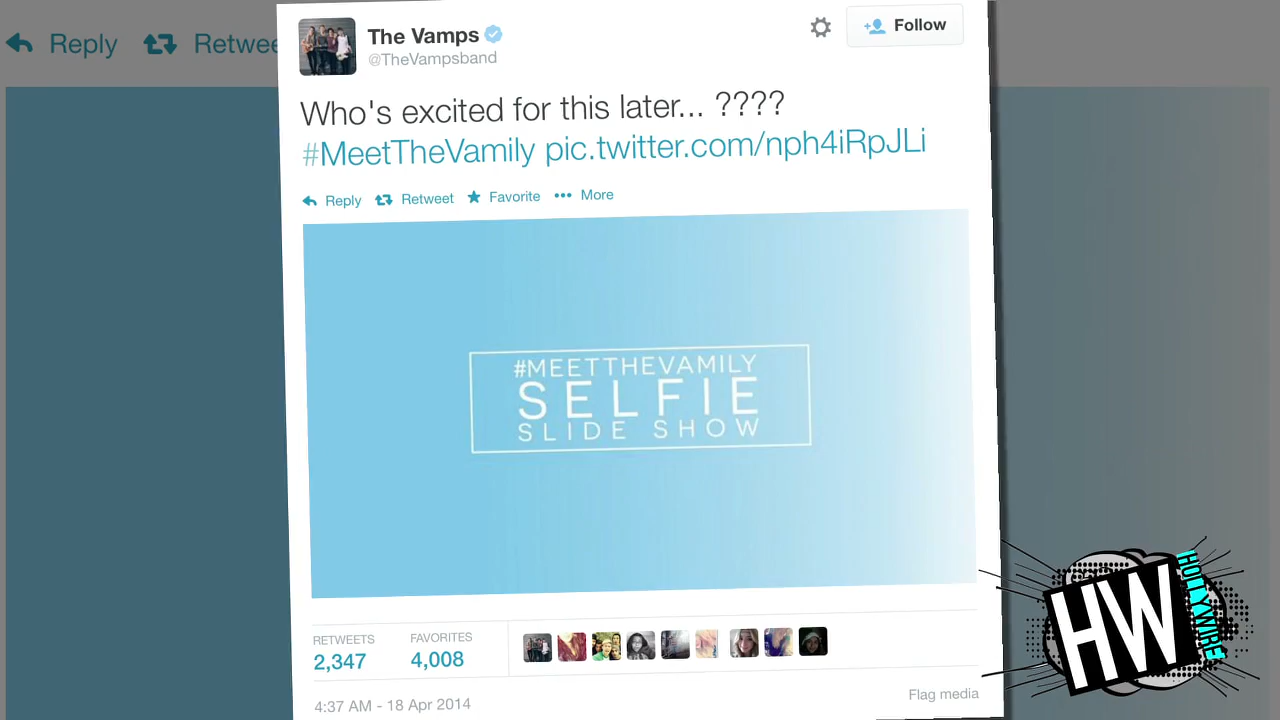 Reply Retwee
The Vamps
@TheVampsband
Follow
Who's excited for this later... ????
#MeetTheVamily pic.twitter.com/nph4iRpJLi
Reply Retweet Favorite More
#MEETTHEVAMILY
SELFIE
SLIDE SHOW
RETWEETS FAVORITES
2,347 4,008
4:37 AM - 18 Apr 2014
Flag media
HW
HOLLYWIRE